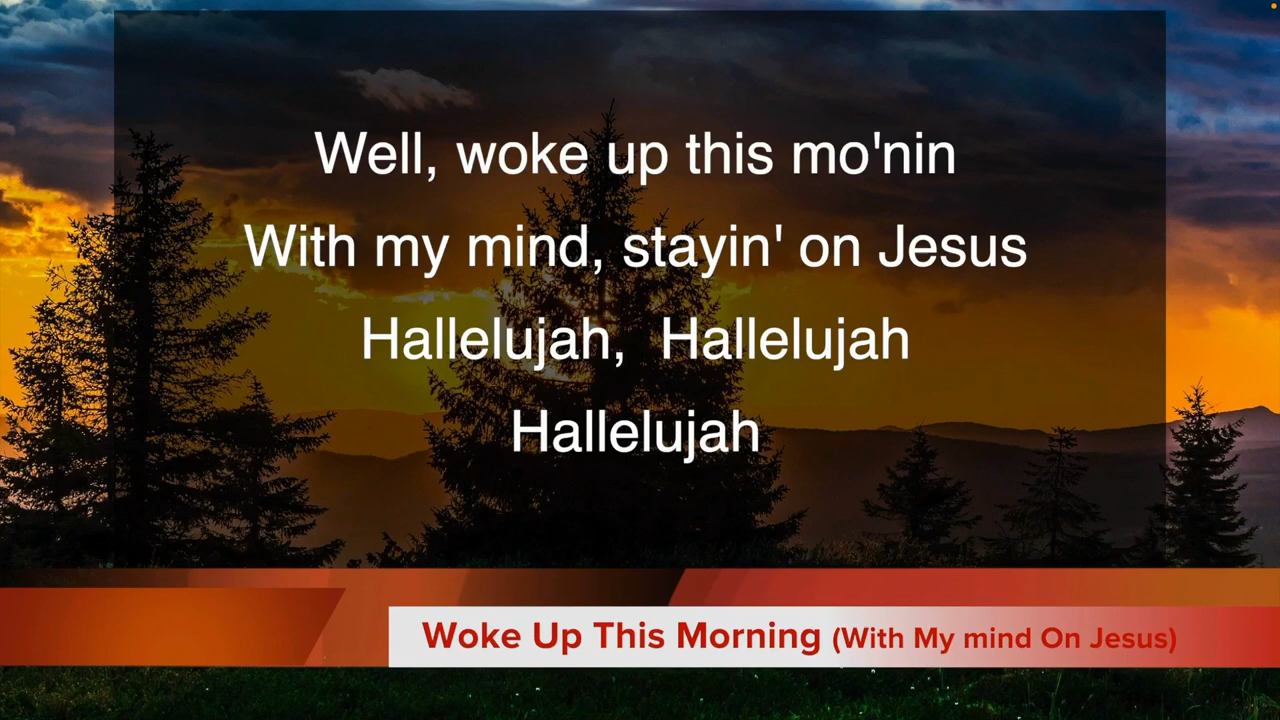 Well, woke up this mo'nin
With my mind, stayin' on Jesus
Hallelujah,  Hallelujah
Hallelujah
Woke Up This Morning (With My mind On Jesus)